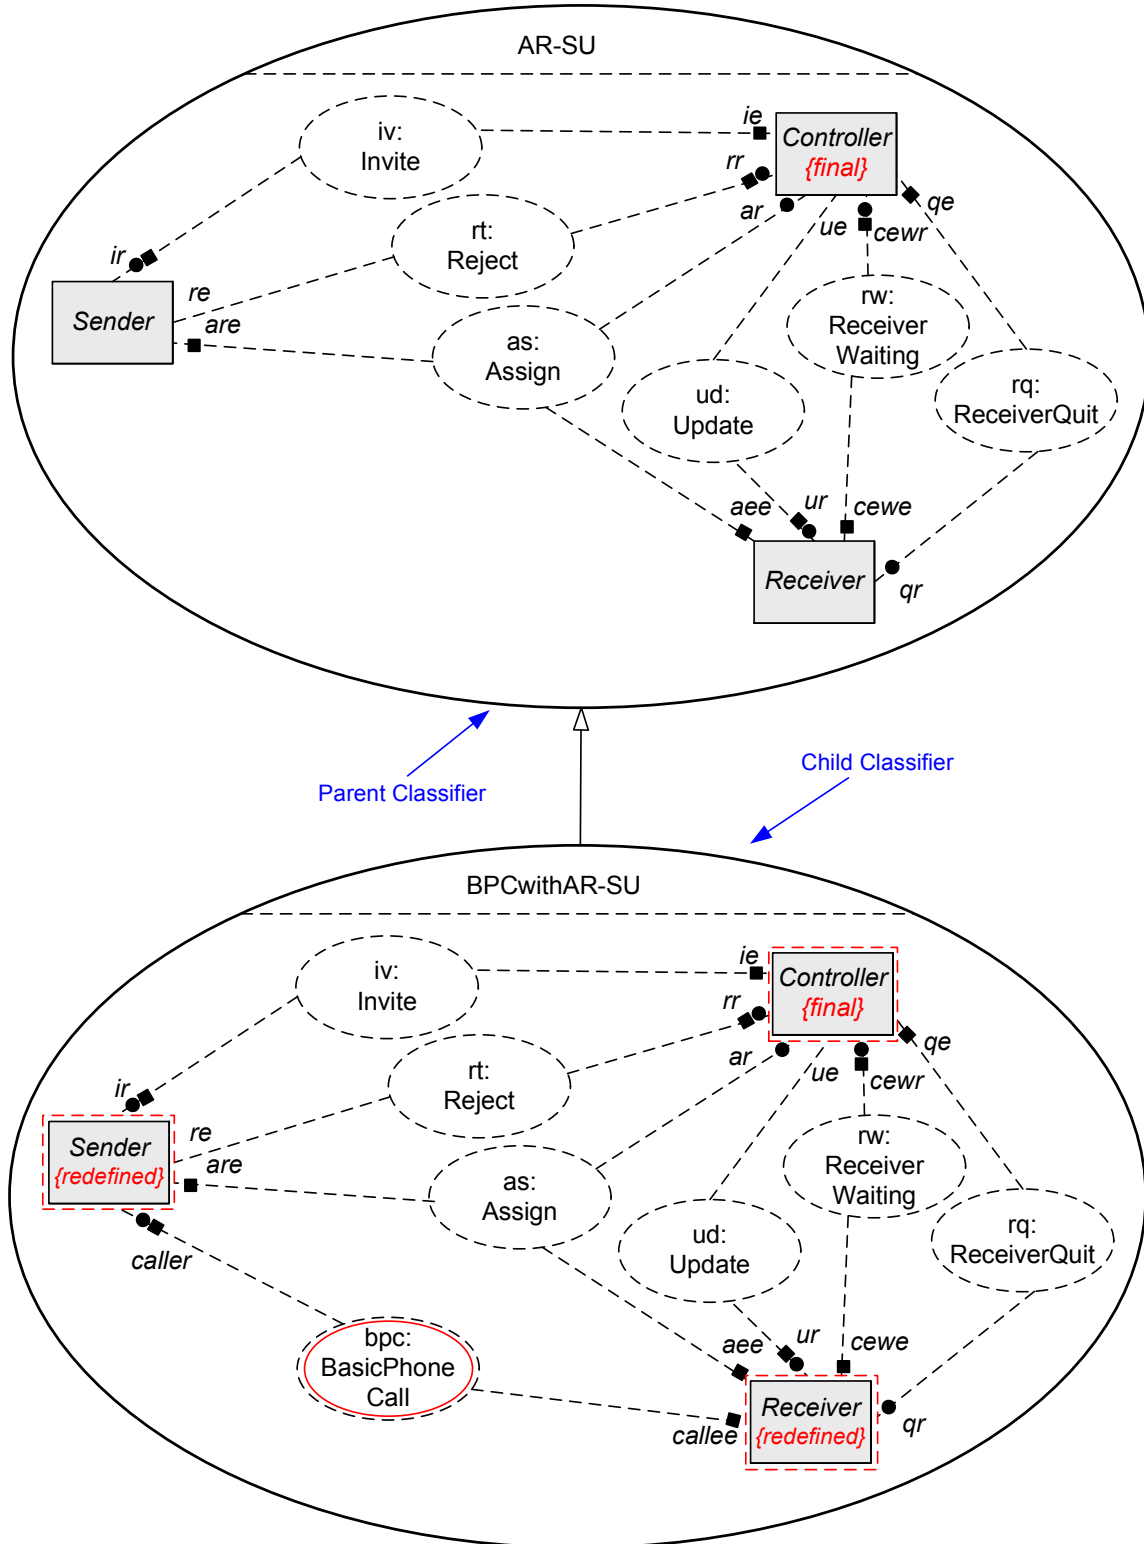 AR-SU
iv:
Invite
ie
Controller
{final}
rr
ar
ue
cewr
qe
rt:
Reject
ir
re
Sender
are
as:
Assign
rw:
Receiver
Waiting
ud:
Update
rq:
ReceiverQuit
aee
ur
cewe
Receiver
qr
Parent Classifier
Child Classifier
BPCwithAR-SU
iv:
Invite
ie
Controller
{final}
rr
ar
ue
cewr
qe
rt:
Reject
ir
re
Sender
{redefined}
are
as:
Assign
rw:
Receiver
Waiting
ud:
Update
rq:
ReceiverQuit
caller
bpc:
BasicPhone
Call
aee
ur
cewe
callee
Receiver
{redefined}
qr